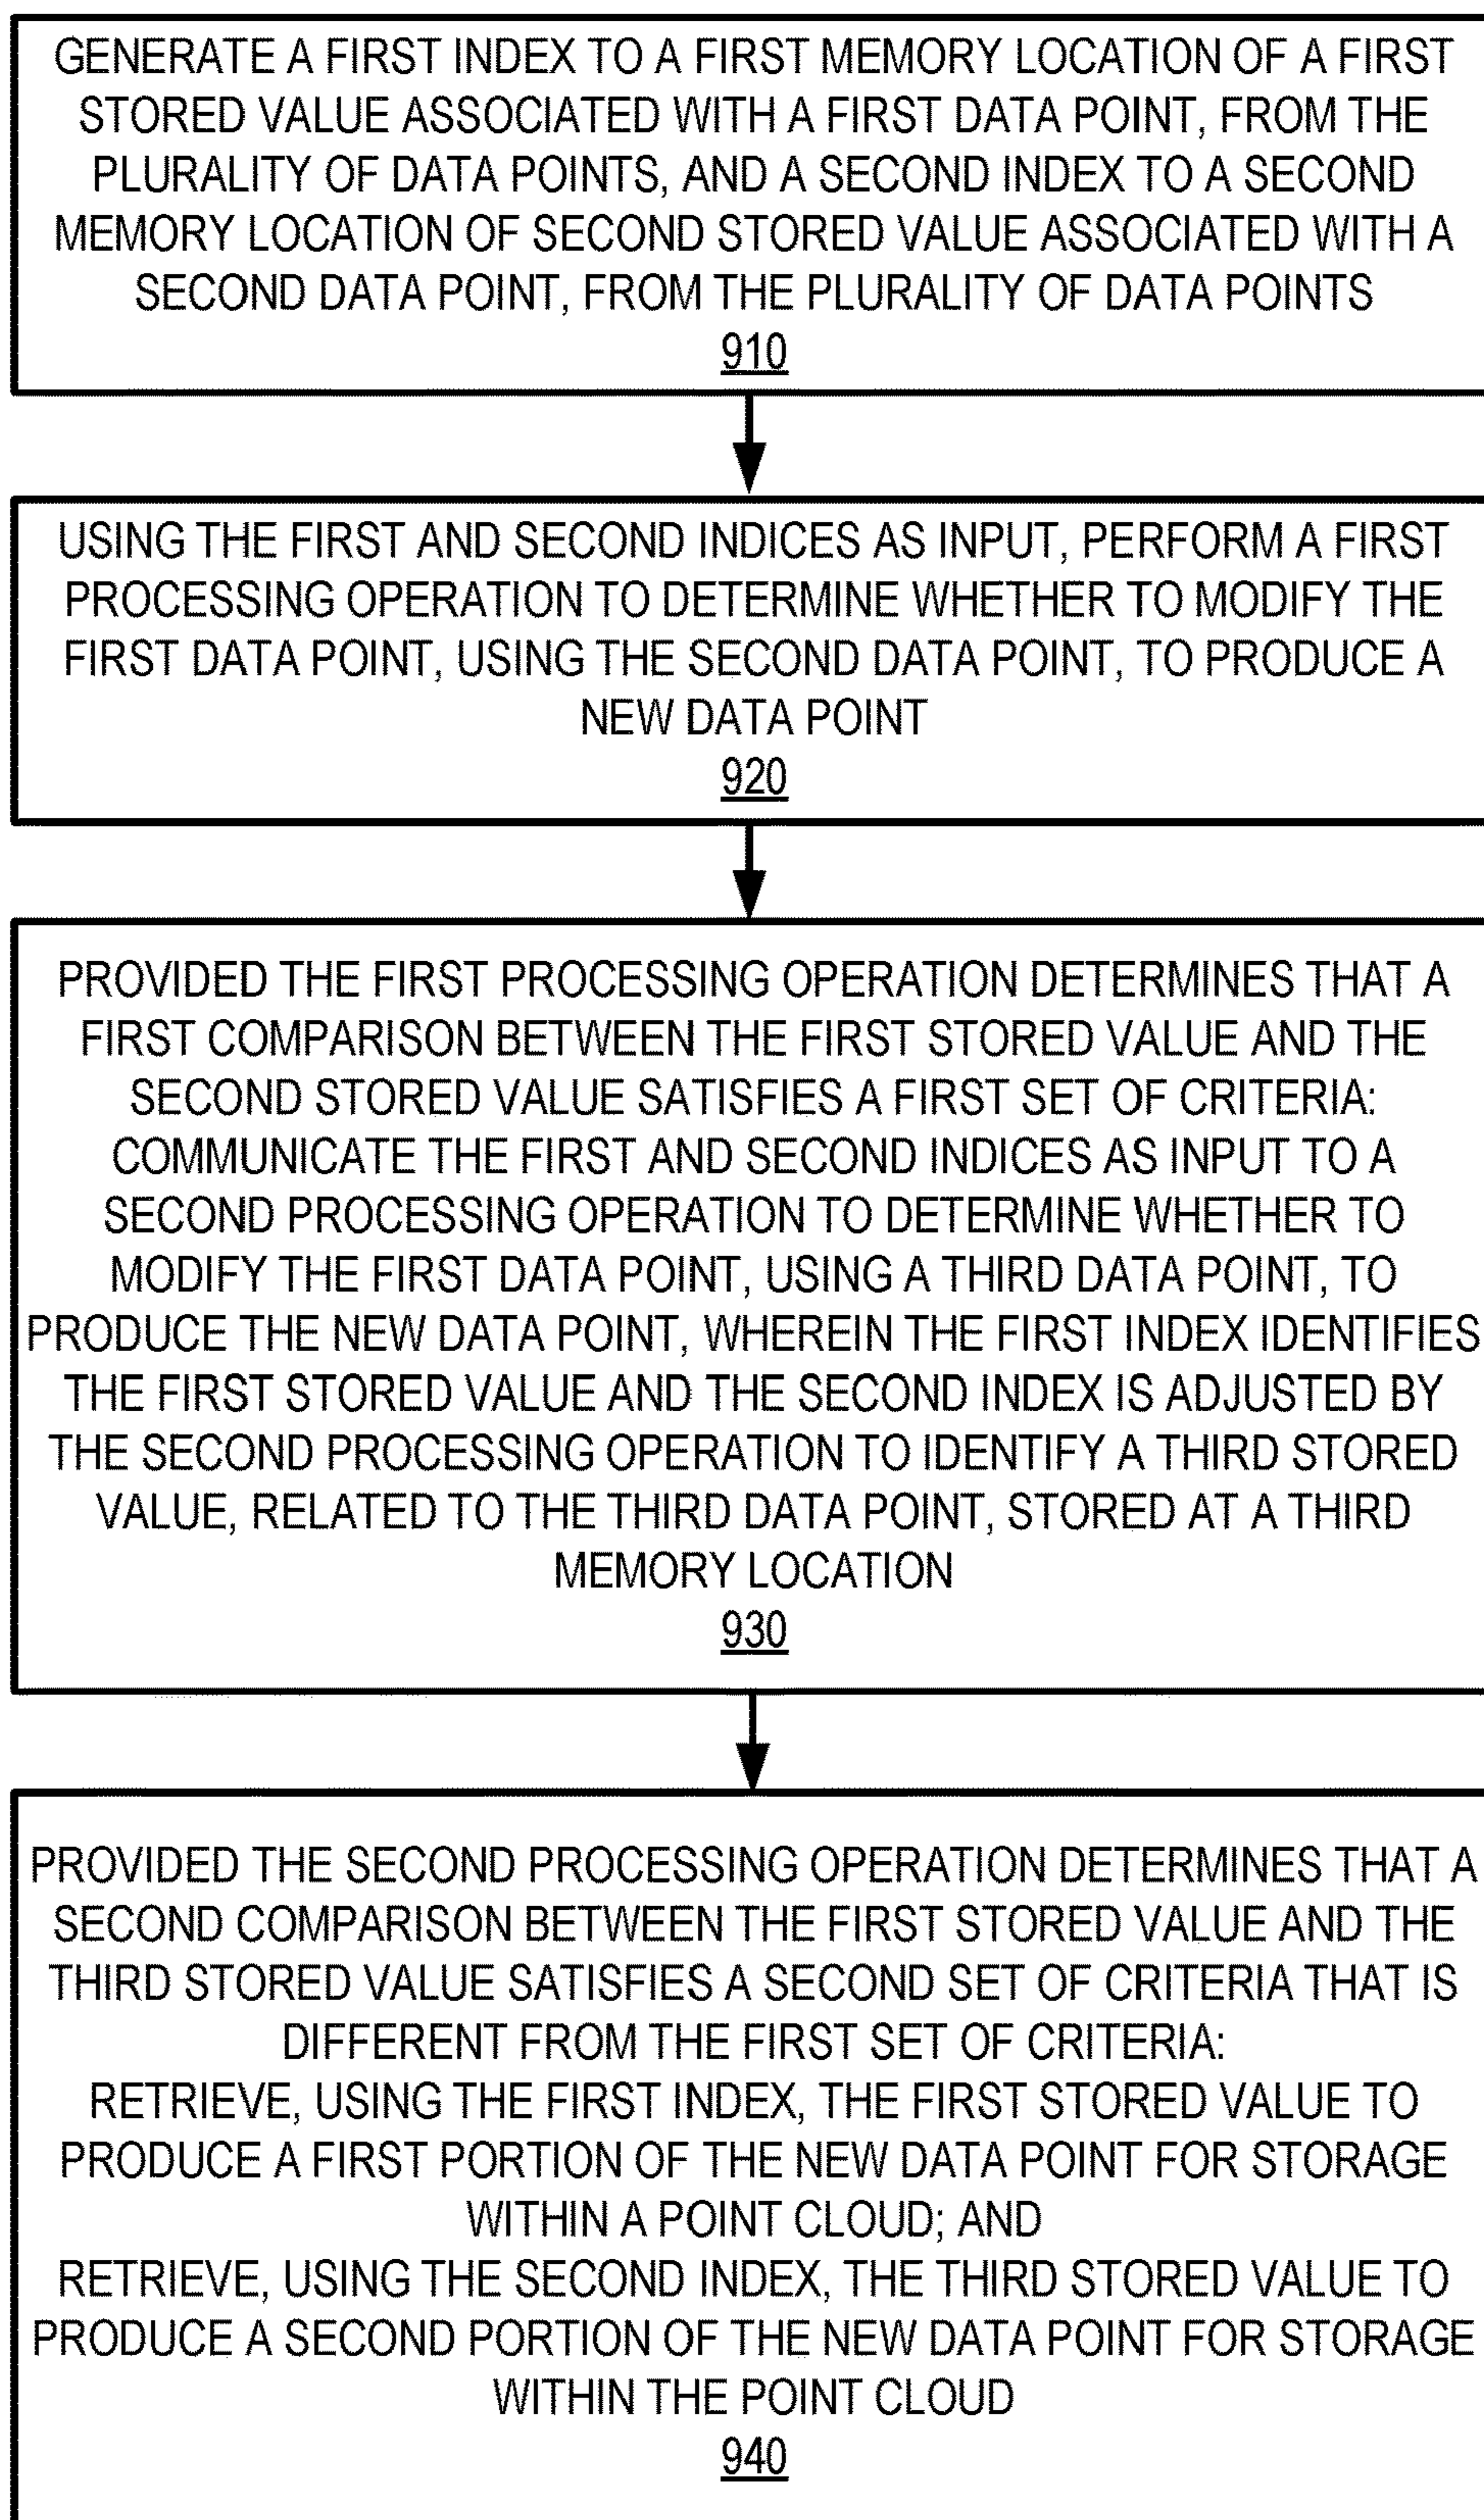 GENERATE A FIRST INDEX TO A FIRST MEMORY LOCATION OF A FIRST
STORED VALUE ASSOCIATED WITH A FIRST DATA POINT, FROM THE
PLURALITY OF DATA POINTS, AND A SECOND INDEX TO A SECOND
MEMORY LOCATION OF SECOND STORED VALUE ASSOCIATED WITH A
SECOND DATA POINT, FROM THE PLURALITY OF DATA POINTS
910
USING THE FIRST AND SECOND INDICES AS INPUT, PERFORM A FIRST
PROCESSING OPERATION TO DETERMINE WHETHER TO MODIFY THE
FIRST DATA POINT, USING THE SECOND DATA POINT, TO PRODUCE A
NEW DATA POINT
920
PROVIDED THE FIRST PROCESSING OPERATION DETERMINES THAT A
FIRST COMPARISON BETWEEN THE FIRST STORED VALUE AND THE
SECOND STORED VALUE SATISFIES A FIRST SET OF CRITERIA:
COMMUNICATE THE FIRST AND SECOND INDICES AS INPUT TO A
SECOND PROCESSING OPERATION TO DETERMINE WHETHER TO
MODIFY THE FIRST DATA POINT, USING A THIRD DATA POINT, TO
PRODUCE THE NEW DATA POINT, WHEREIN THE FIRST INDEX IDENTIFIES
THE FIRST STORED VALUE AND THE SECOND INDEX IS ADJUSTED BY
THE SECOND PROCESSING OPERATION TO IDENTIFY A THIRD STORED
VALUE, RELATED TO THE THIRD DATA POINT, STORED AT A THIRD
MEMORY LOCATION
930
PROVIDED THE SECOND PROCESSING OPERATION DETERMINES THAT A
SECOND COMPARISON BETWEEN THE FIRST STORED VALUE AND THE
THIRD STORED VALUE SATISFIES A SECOND SET OF CRITERIA THAT IS
DIFFERENT FROM THE FIRST SET OF CRITERIA:
RETRIEVE, USING THE FIRST INDEX, THE FIRST STORED VALUE TO
PRODUCE A FIRST PORTION OF THE NEW DATA POINT FOR STORAGE
WITHIN A POINT CLOUD; AND
RETRIEVE, USING THE SECOND INDEX, THE THIRD STORED VALUE TO
PRODUCE A SECOND PORTION OF THE NEW DATA POINT FOR STORAGE
WITHIN THE POINT CLOUD
940